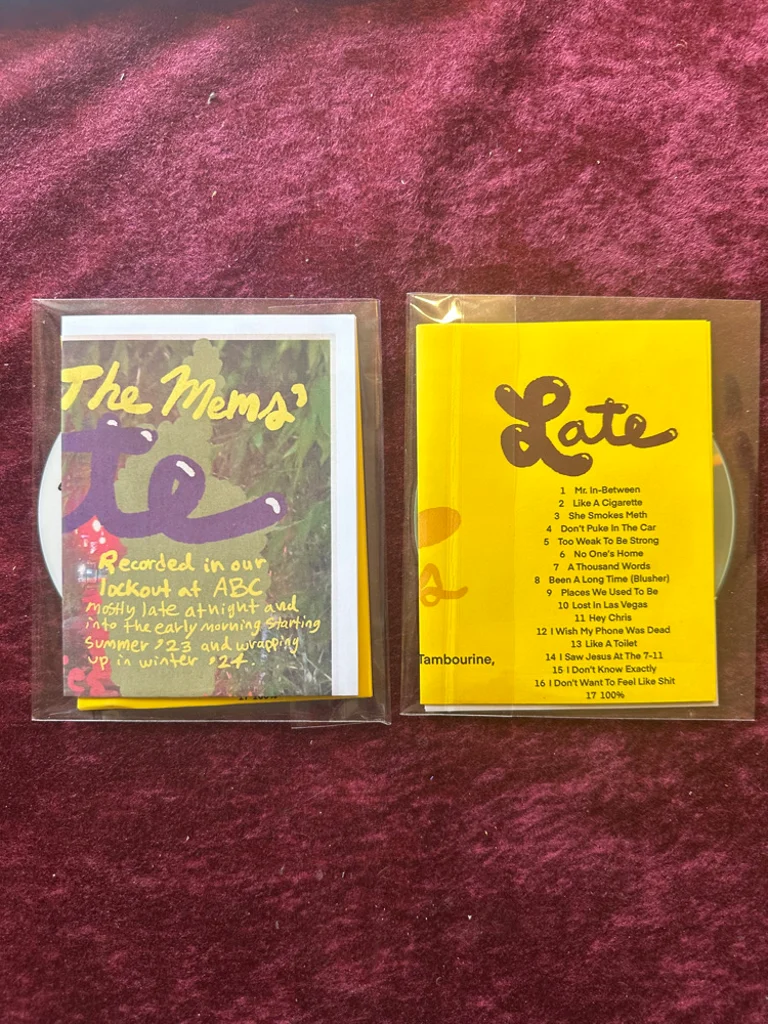 The Mems'
te
Recorded in our
lockout at ABC
mostly late at night and
into the early morning starting
summer '23 and wrapping
up in winter '24.
17 100%
Late
1 Mr. In-Between
2 Like A Cigarette
3 She Smokes Meth
4 Don't Puke In The Car
5 Too Weak To Be Strong
6 No One's Home
7 A Thousand Words
8 Been A Long Time (Blusher)
9 Places We Used To Be
10 Lost In Las Vegas
11 Hey Chris
12 I Wish My Phone Was Dead
13 Like A Toilet
14 I Saw Jesus At The 7-11
15 I Don't Know Exactly
16 I Don't Want To Feel Like Shit
17 100%
s
Tambourine,